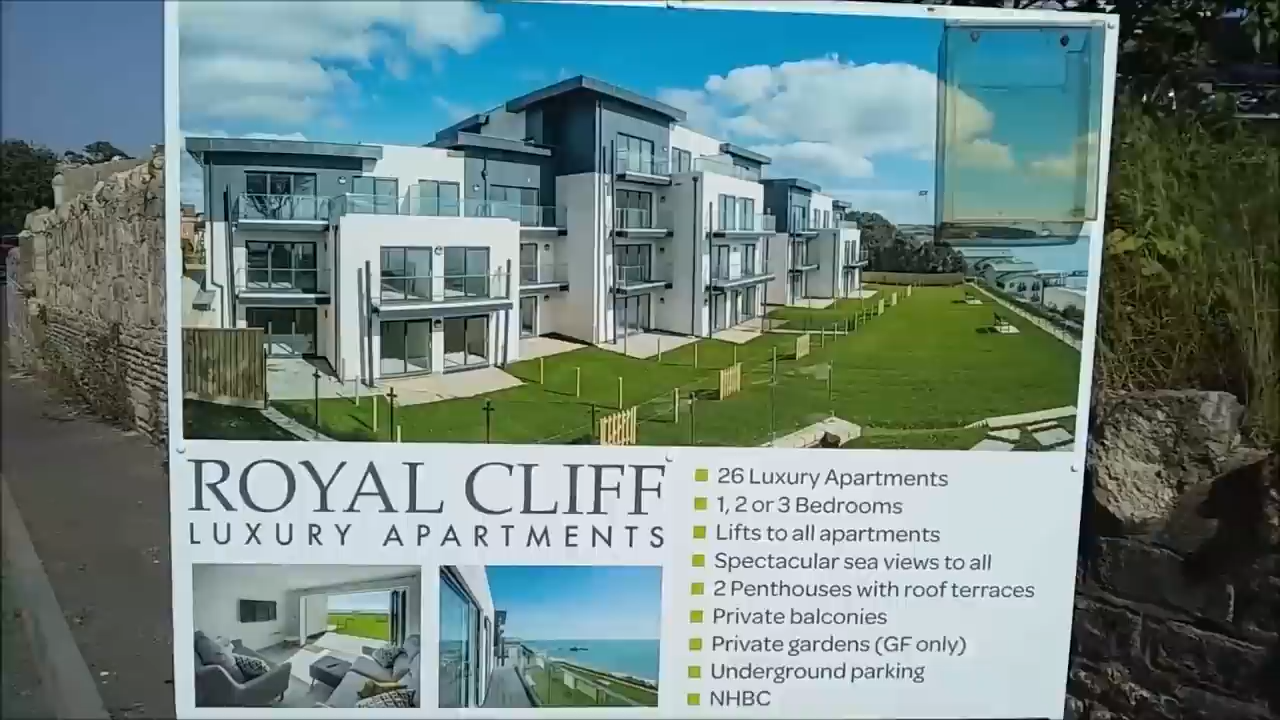 ROYAL CLIFF
LUXURY APARTMENTS
26 Luxury Apartments
1, 2 or 3 Bedrooms
Lifts to all apartments
Spectacular sea views to all
2 Penthouses with roof terraces
Private balconies
Private gardens (GF only)
Underground parking
NHBC